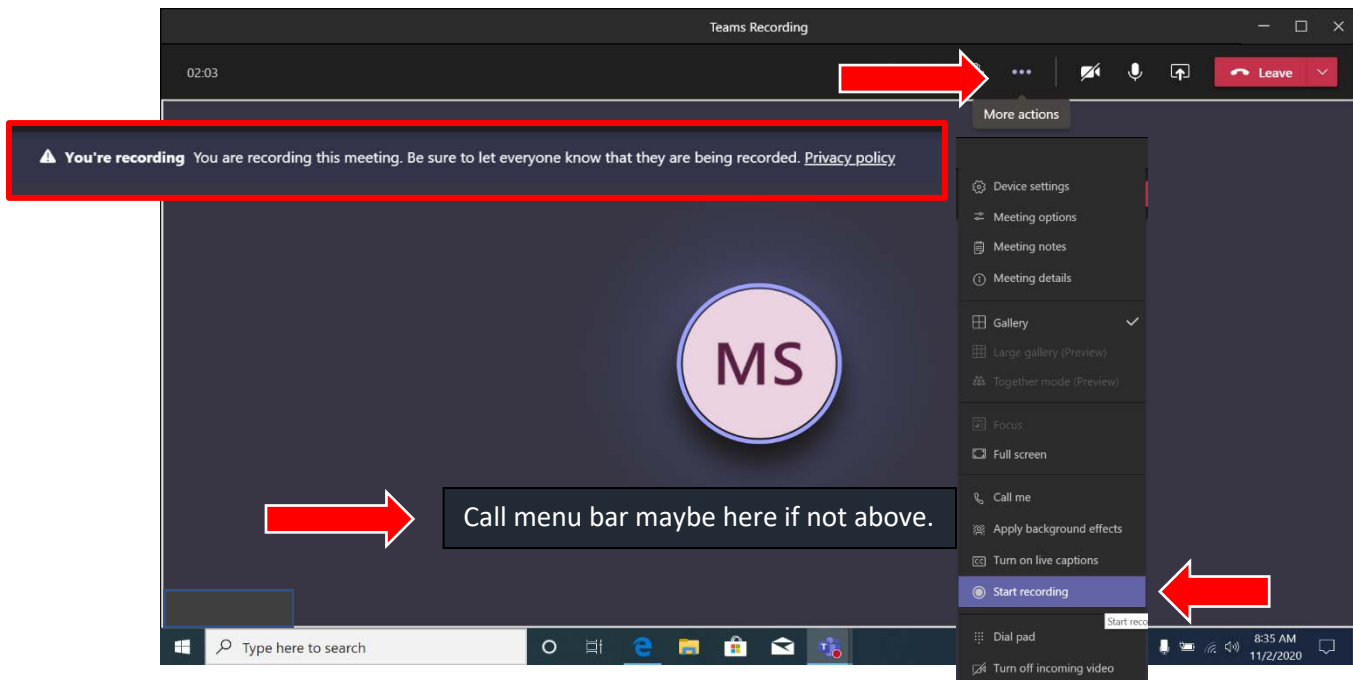 Teams Recording
02:03
Leave
More actions
You're recording You are recording this meeting. Be sure to let everyone know that they are being recorded. Privacy policy
Device settings
Meeting options
Meeting notes
Meeting details
Gallery
Large gallery (Preview)
Together mode (Preview)
Focus
Full screen
MS
Call menu bar maybe here if not above.
Call me
Apply background effects
CC Turn on live captions
Start recording
Start reco
Dial pad
Turn off incoming video
Type here to search
8:35 AM
11/2/2020